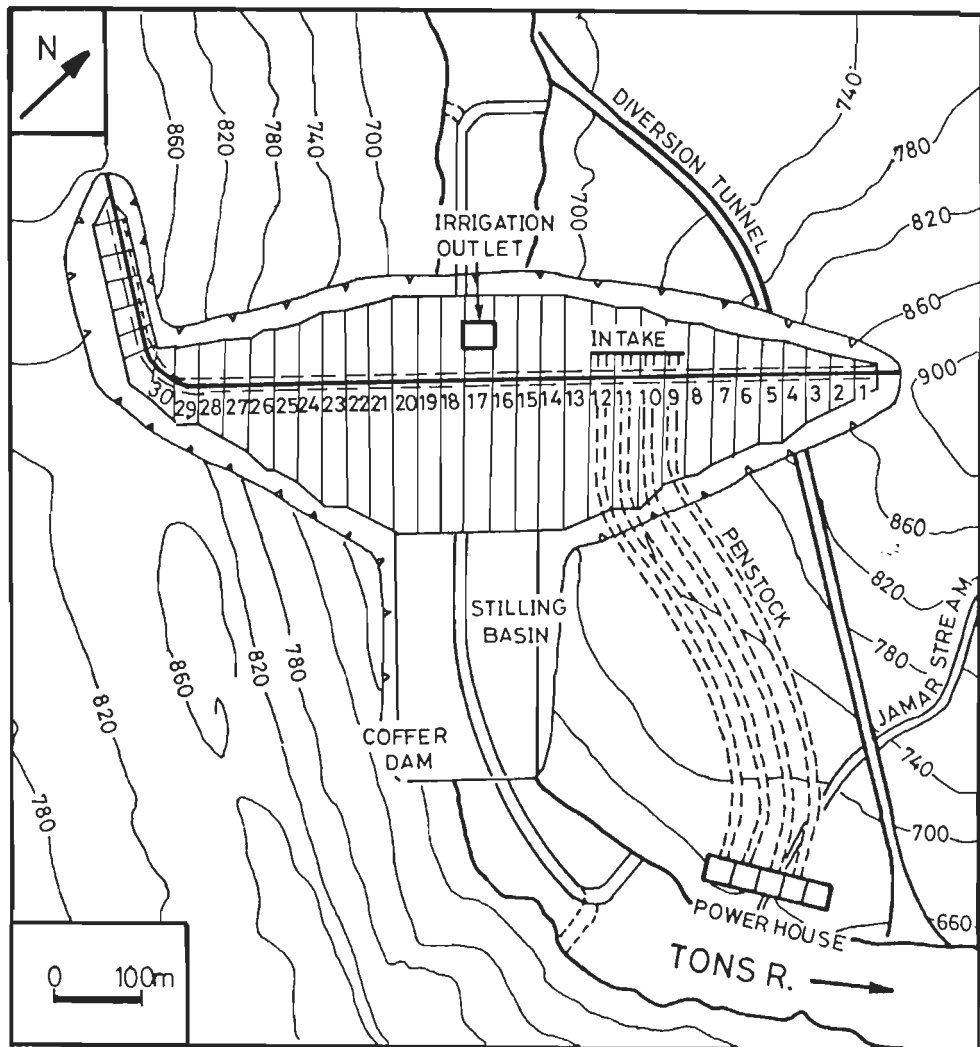 N
860
820
780
740
700
740
780
820
860
900
DIVERSION TUNNEL
700
IRRIGATION
OUTLET
INTAKE
30
29 28 27 26 25 24 23 22 21 20 19 18 17 16 15 14 13 12 11 10 9 8 7 6 5 4 3 2 1
860
820
780
740
700
660
PENSTOCK
JAMAR STREAM
STILLING
BASIN
COFFER
DAM
860
820
780
820
780
780
POWER HOUSE
TONS R.
0 100m